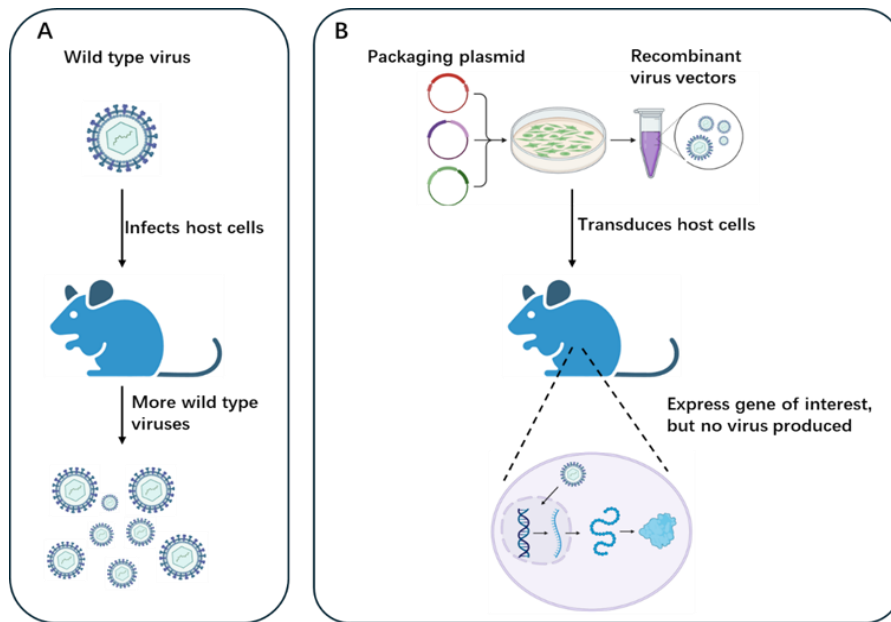 A
Wild type virus
Infects host cells
More wild type
viruses
B
Packaging plasmid
Recombinant
virus vectors
Transduces host cells
Express gene of interest,
but no virus produced